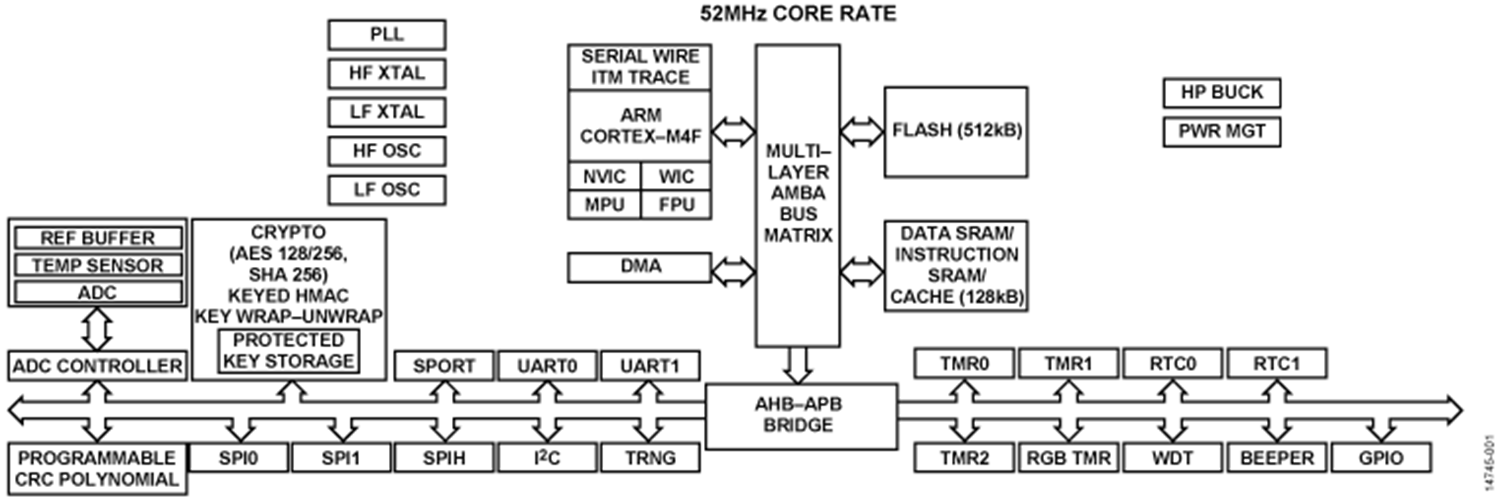 52MHz CORE RATE
PLL
HF XTAL
LF XTAL
HF OSC
LF OSC
SERIAL WIRE
ITM TRACE
ARM
CORTEX–M4F
NVIC
WIC
MPU
FPU
DMA
MULTI–
LAYER
AMBA
BUS
MATRIX
FLASH (512kB)
DATA SRAM/
INSTRUCTION
SRAM/
CACHE (128kB)
HP BUCK
PWR MGT
REF BUFFER
TEMP SENSOR
ADC
ADC CONTROLLER
CRYPTO
(AES 128/256,
SHA 256)
KEYED HMAC
KEY WRAP–UNWRAP
PROTECTED
KEY STORAGE
SPORT
UART0
UART1
AHB–APB
BRIDGE
TMR0
TMR1
RTC0
RTC1
PROGRAMMABLE
CRC POLYNOMIAL
SPI0
SPI1
SPIH
I²C
TRNG
TMR2
RGB TMR
WDT
BEEPER
GPIO
14745-001